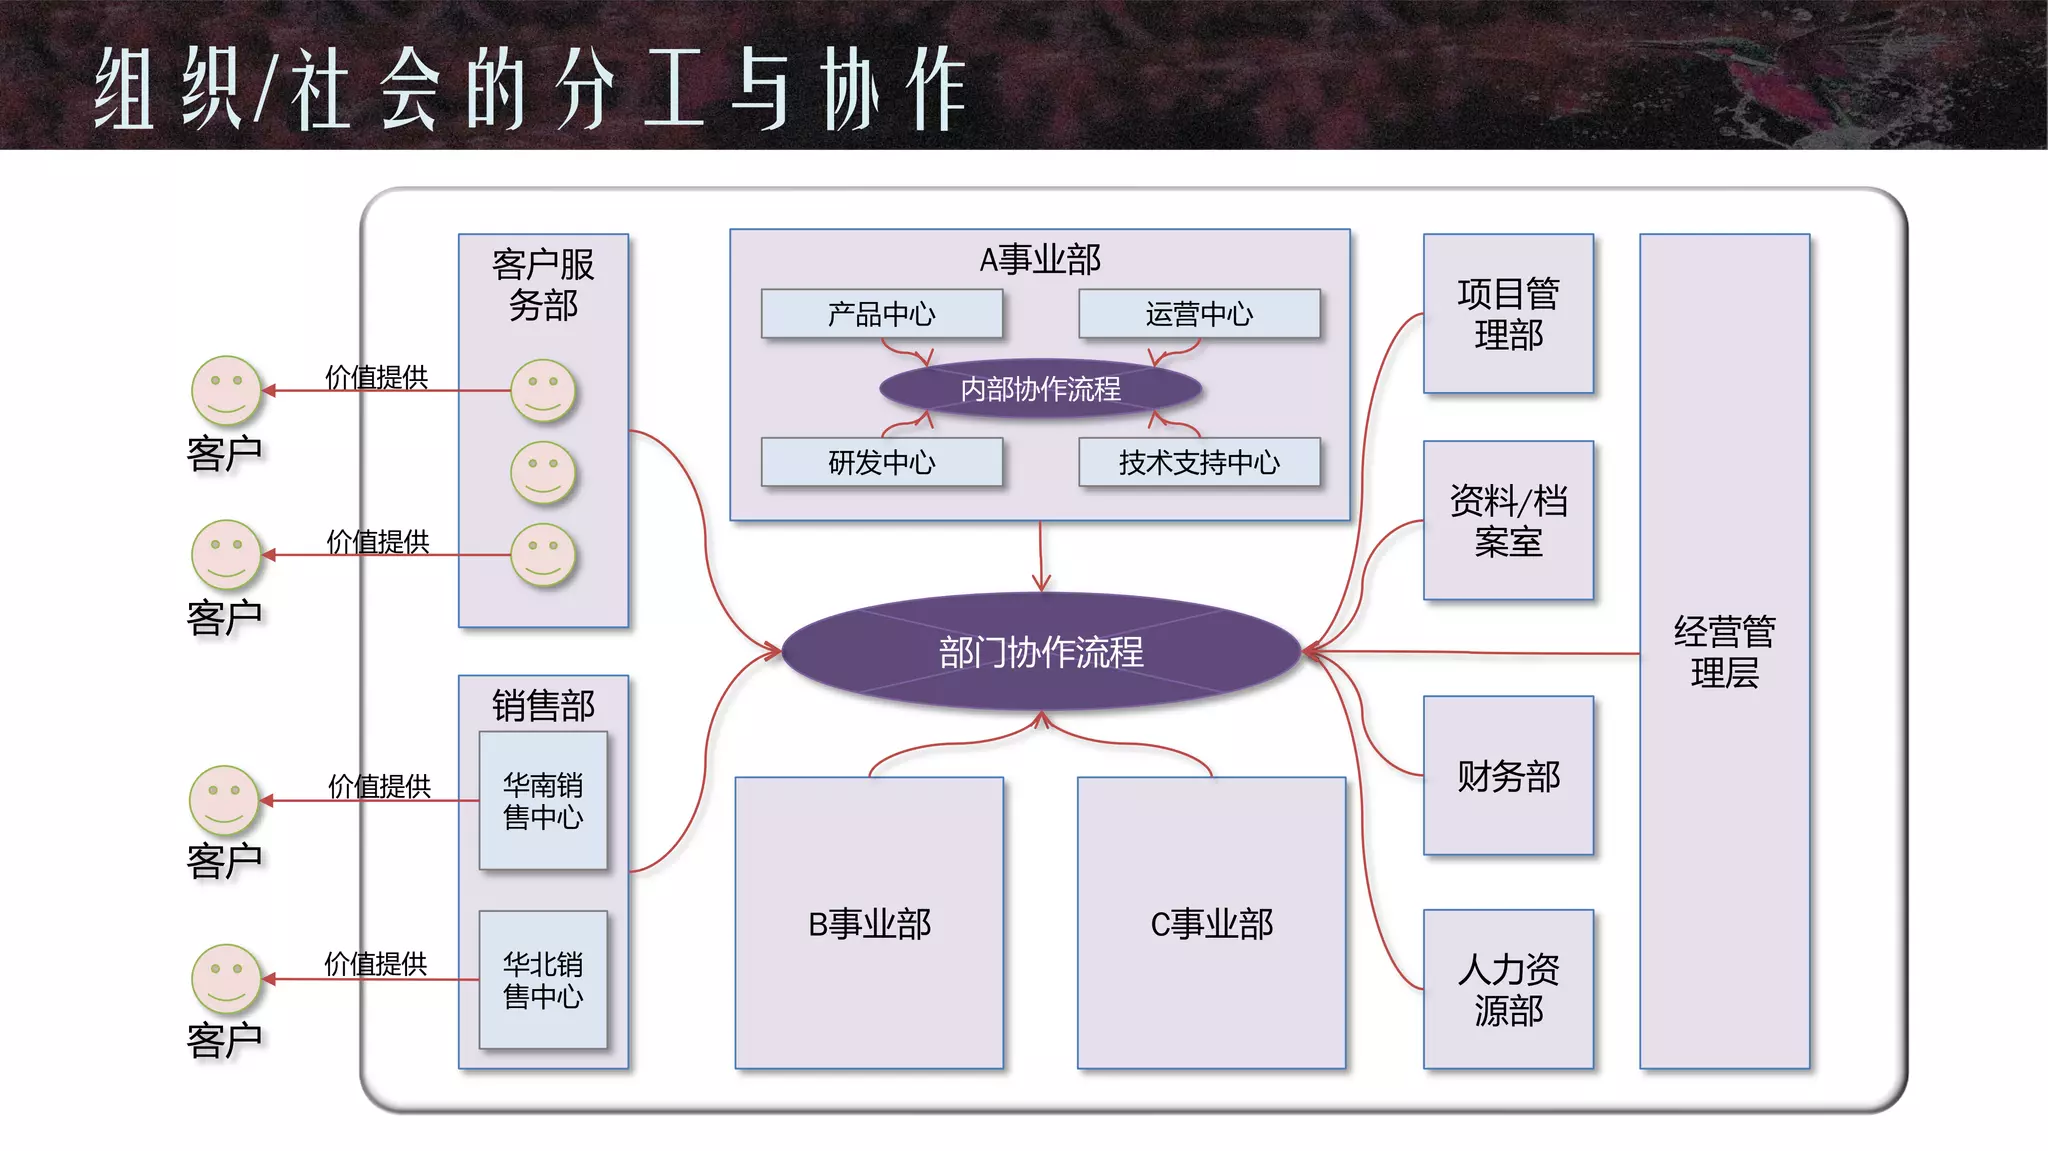 组织/社会的分工与协作
客户服
务部
价值提供
客户
价值提供
客户
销售部
华南销
售中心
价值提供
客户
华北销
售中心
价值提供
客户
A事业部
产品中心
运营中心
内部协作流程
研发中心
技术支持中心
部门协作流程
B事业部
C事业部
项目管
理部
资料/档
案室
财务部
人力资
源部
经营管
理层